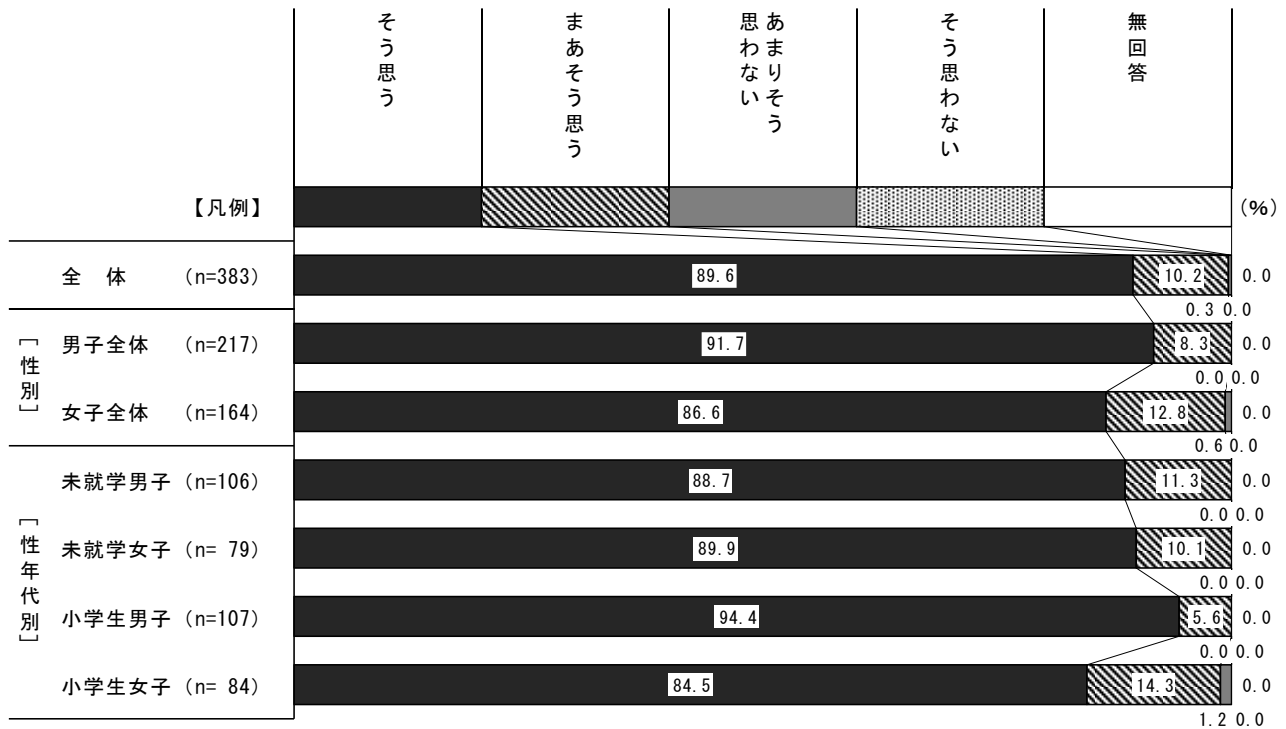 そう思う
まあそう思う
あまりそう
思わない
そう思わない
無回答
【凡例】
(%)
全 体 (n=383) 89.6 10.2 0.0
0.3 0.0
[性別]
男子全体 (n=217) 91.7 8.3 0.0
0.0 0.0
女子全体 (n=164) 86.6 12.8 0.0
0.6 0.0
[性年代別]
未就学男子 (n=106) 88.7 11.3 0.0
0.0 0.0
未就学女子 (n= 79) 89.9 10.1 0.0
0.0 0.0
小学生男子 (n=107) 94.4 5.6 0.0
0.0 0.0
小学生女子 (n= 84) 84.5 14.3 0.0
1.2 0.0